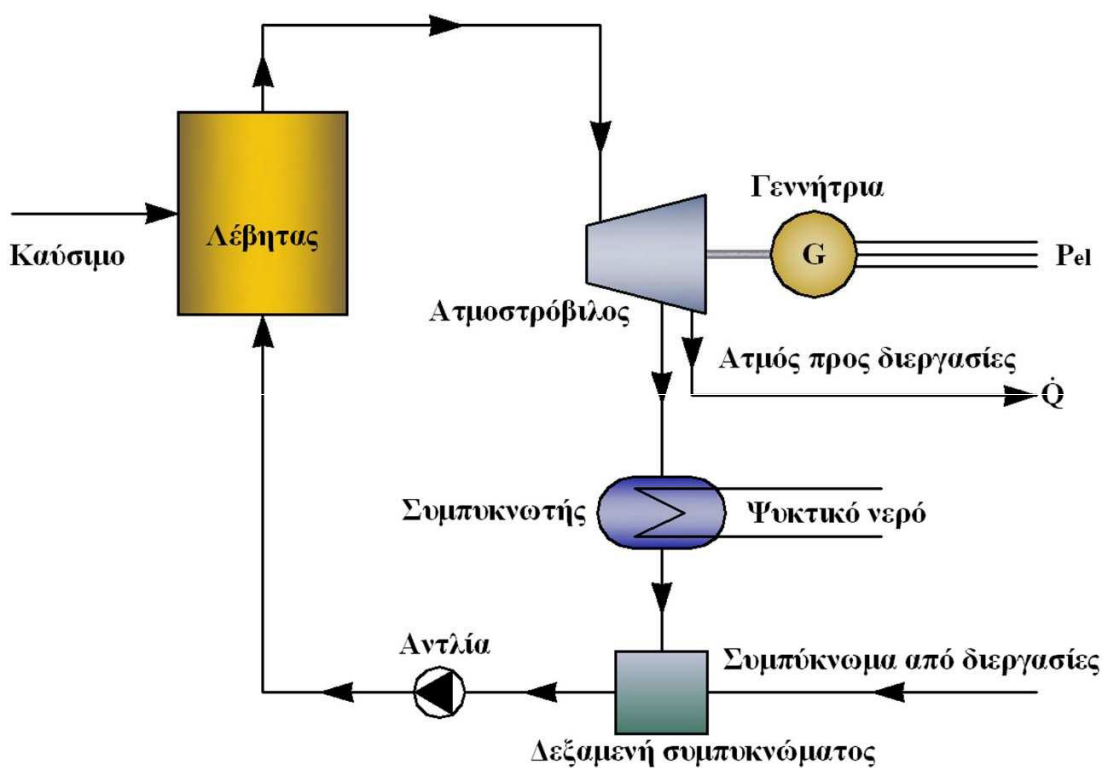 Γεννήτρια
Λέβητας
Καύσιμο
G
Pel
Ατμοστρόβιλος
Ατμός προς διεργασίες
Q̇
Συμπυκνωτής
Ψυκτικό νερό
Αντλία
Συμπύκνωμα από διεργασίες
Δεξαμενή συμπυκνώματος